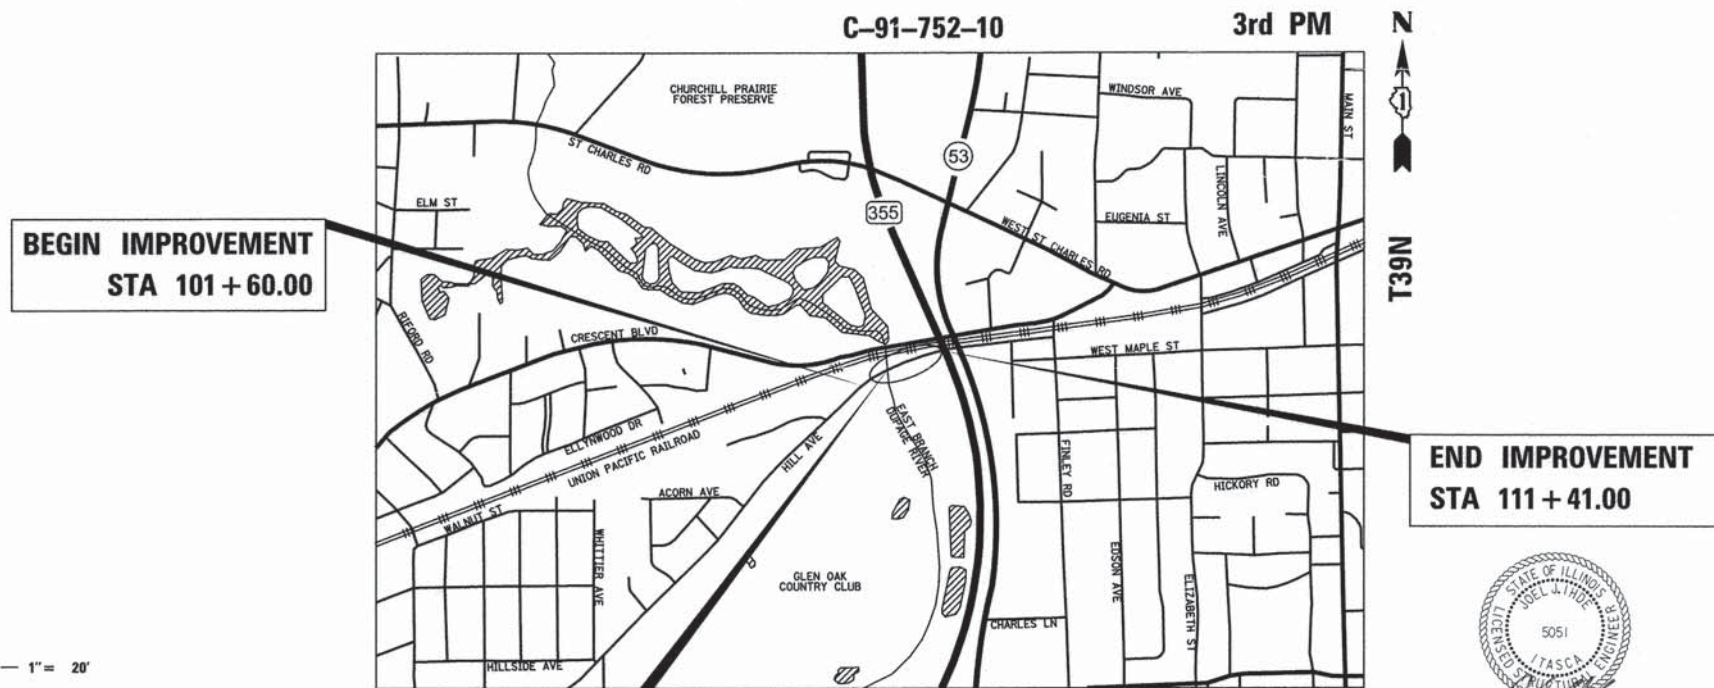 C–91–752–10
3rd PM
N
1
CHURCHILL PRAIRIE
FOREST PRESERVE
WINDSOR AVE
MAIN ST
ST CHARLES RD
53
LINCOLN AVE
ELM ST
355
EUGENIA ST
WEST ST CHARLES RD
BEGIN IMPROVEMENT
STA 101+60.00
T39N
RIFORD RD
CRESCENT BLVD
WEST MAPLE ST
EAST BRANCH
DUPAGE RIVER
ELLYNWOOD DR
UNION PACIFIC RAILROAD
HILL AVE
FINLEY RD
END IMPROVEMENT
STA 111+41.00
HICKORY RD
ACORN AVE
WALNUT ST
WHITTIER AVE
EDSON AVE
ELIZABETH ST
GLEN OAK
COUNTRY CLUB
CHARLES LN
HILLSIDE AVE
1"= 20'
STATE OF ILLINOIS
JOEL J. IHDE
5051
ITASCA
LICENSED STRUCTURAL ENGINEER